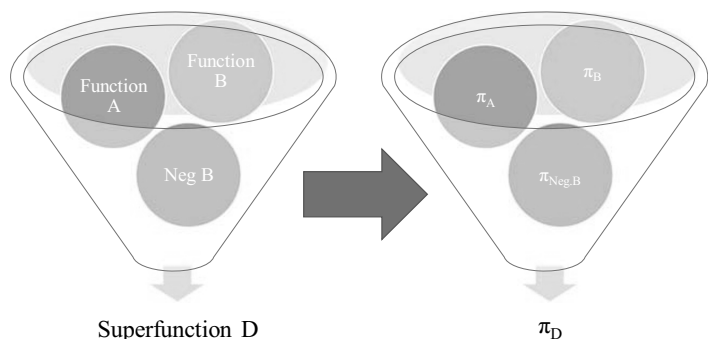 Function
A
Function
B
Neg B
Superfunction D
π_A
π_B
π_Neg.B
π_D